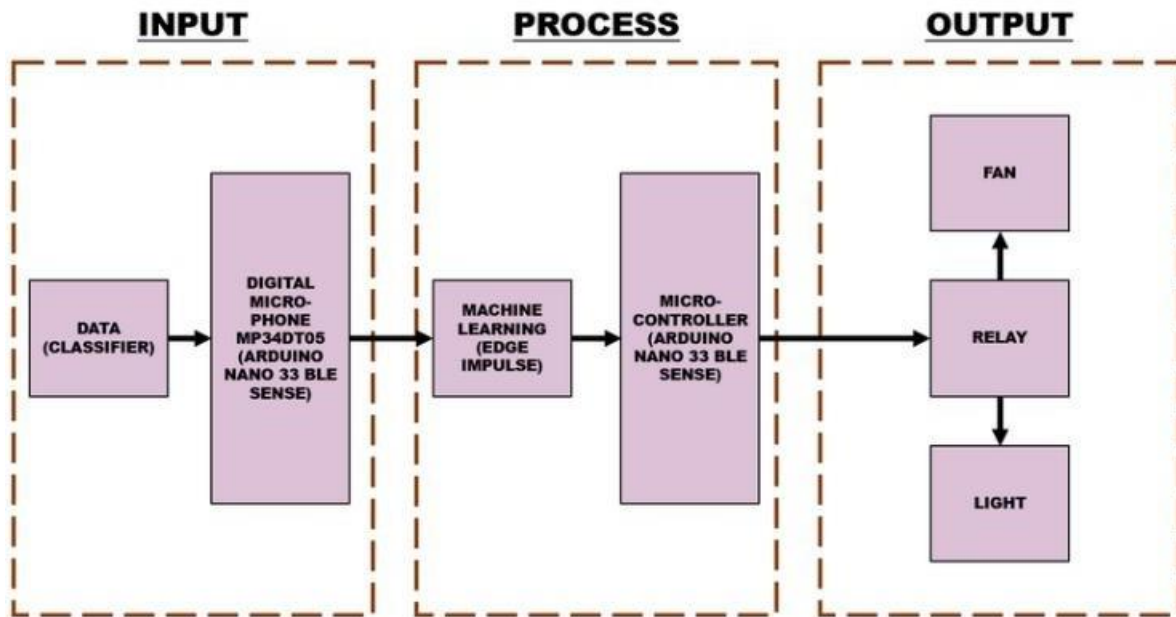 INPUT
PROCESS
OUTPUT
DATA
(CLASSIFIER)
DIGITAL
MICRO-
PHONE
MP34DT05
(ARDUINO
NANO 33 BLE
SENSE)
MACHINE
LEARNING
(EDGE
IMPULSE)
MICRO-
CONTROLLER
(ARDUINO
NANO 33 BLE
SENSE)
FAN
RELAY
LIGHT